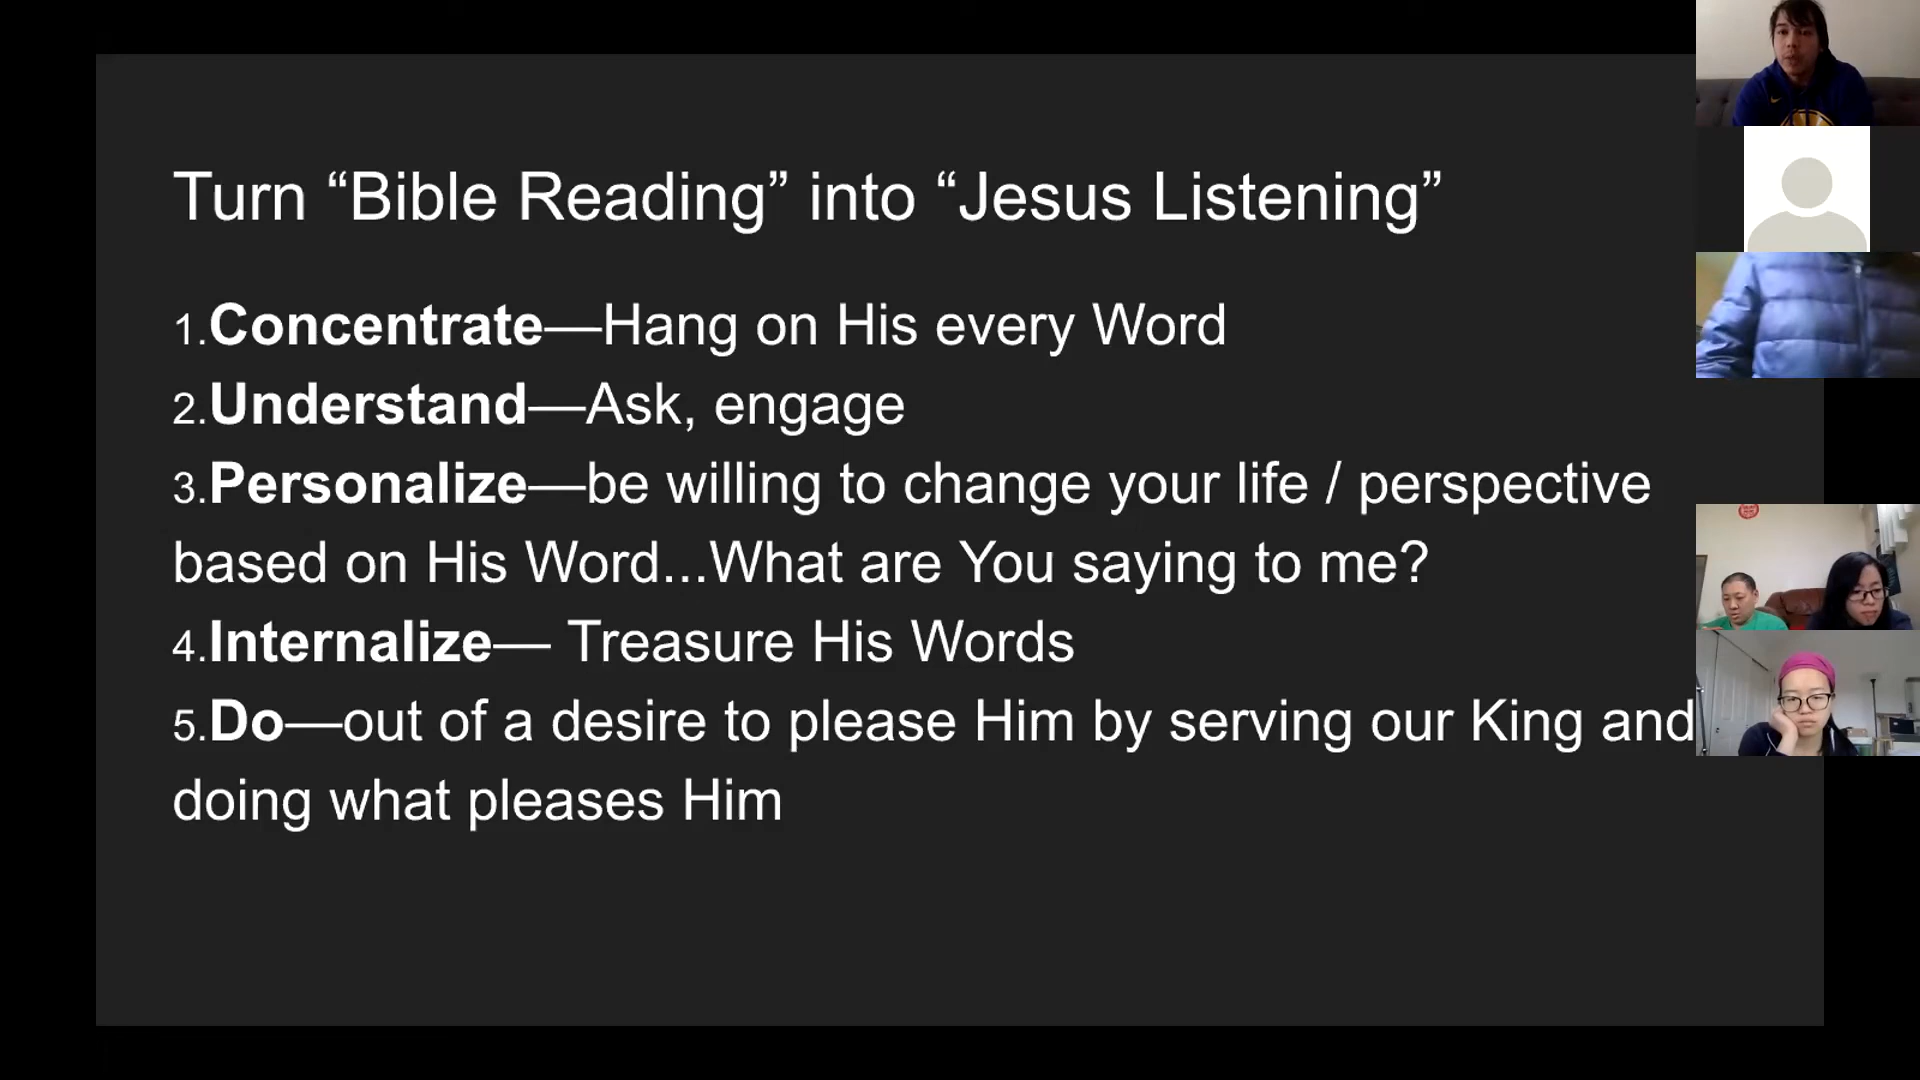 Turn “Bible Reading” into “Jesus Listening”
1.Concentrate—Hang on His every Word
2.Understand—Ask, engage
3.Personalize—be willing to change your life / perspective
based on His Word...What are You saying to me?
4.Internalize— Treasure His Words
5.Do—out of a desire to please Him by serving our King and
doing what pleases Him